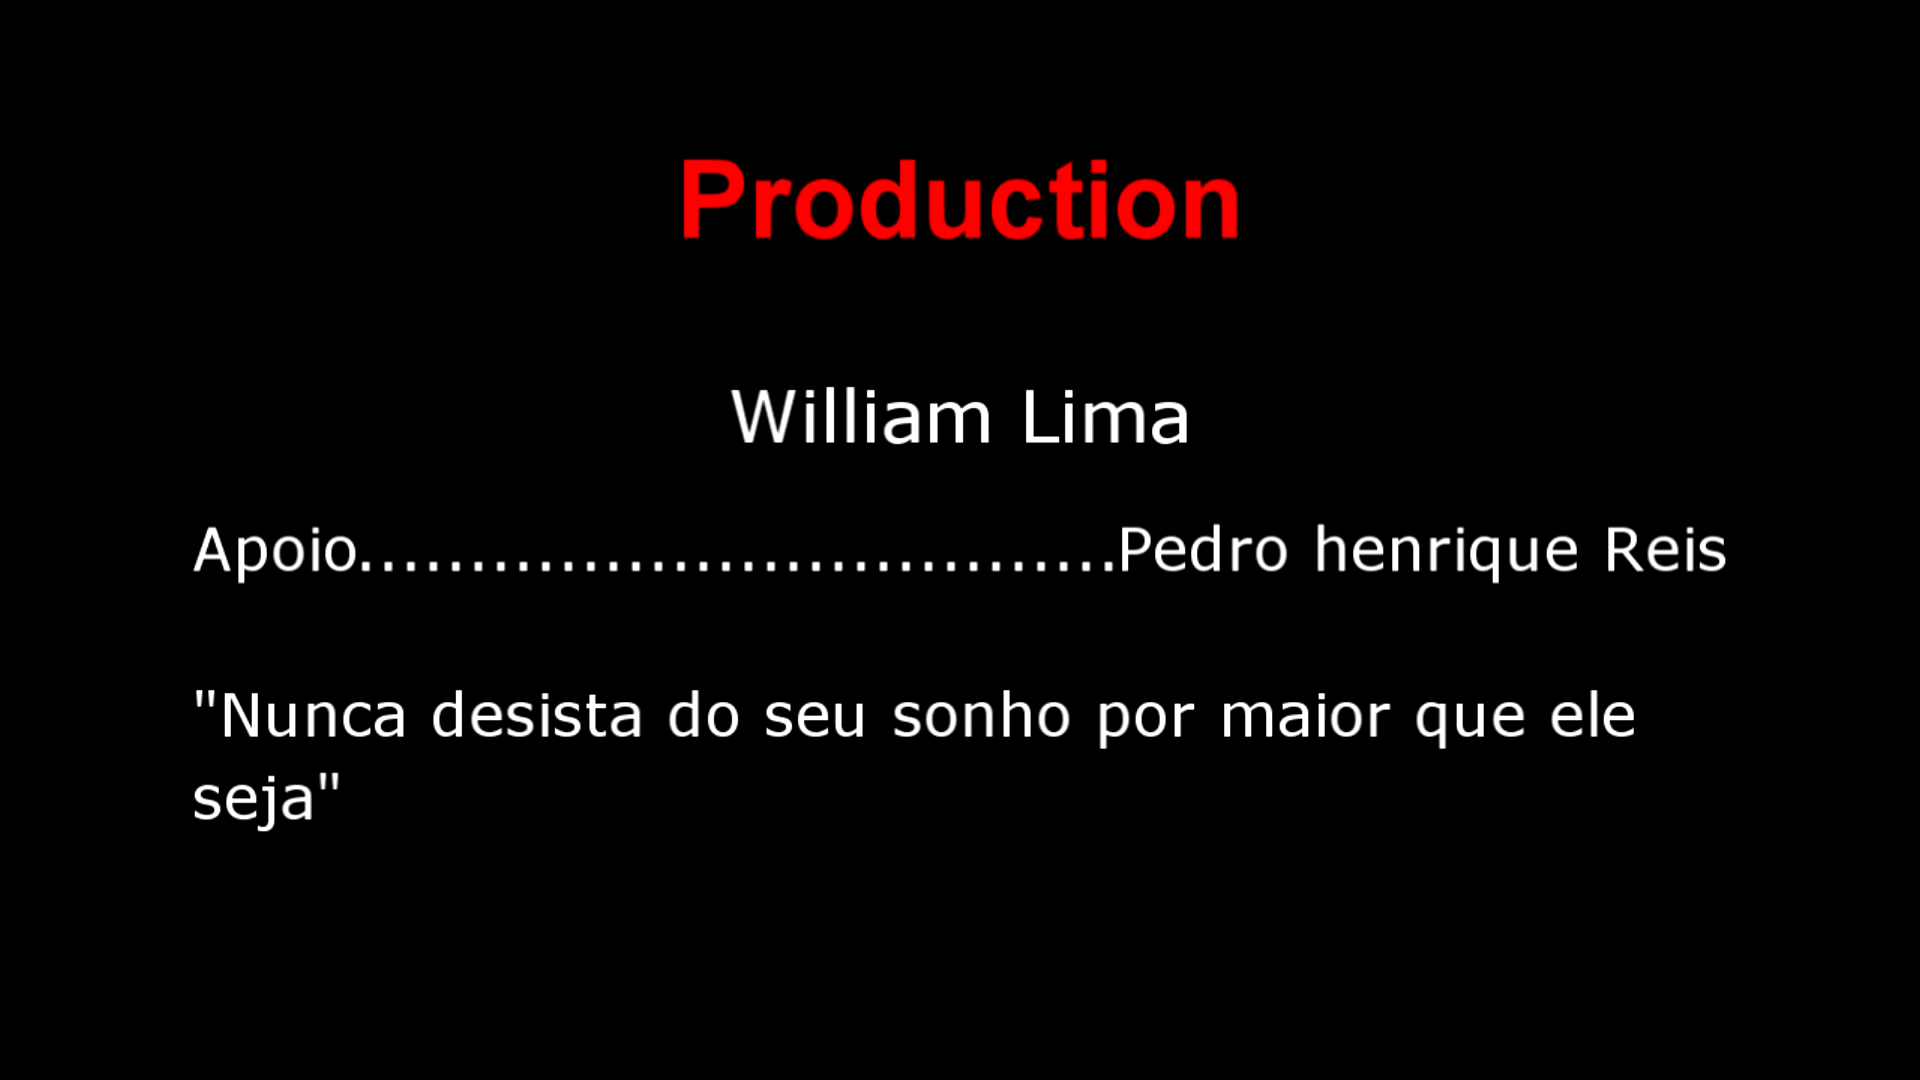 Production
William Lima
Apoio..................................Pedro henrique Reis
"Nunca desista do seu sonho por maior que ele
seja"